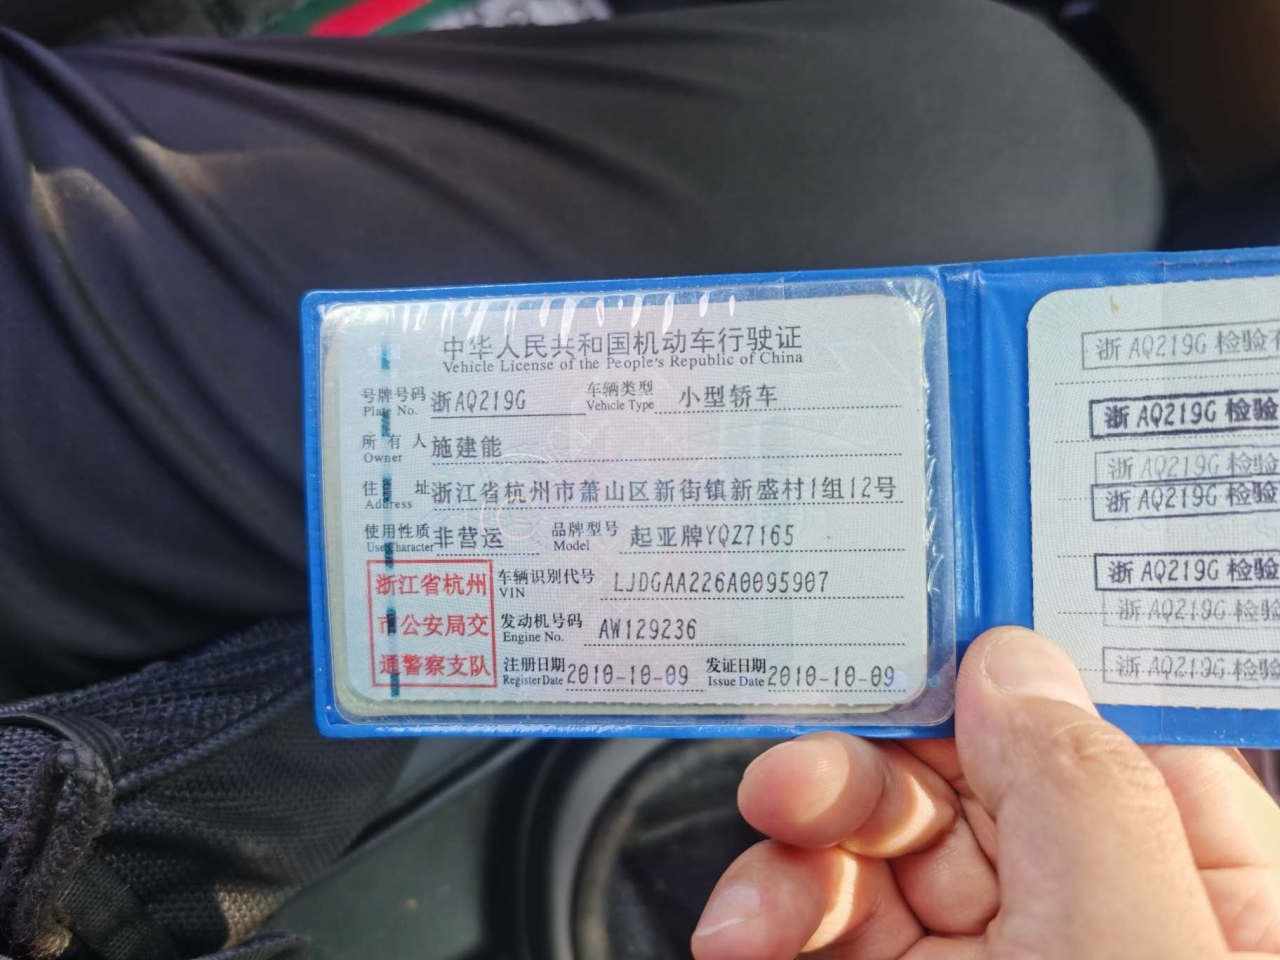 中华人民共和国机动车行驶证
Vehicle License of the People's Republic of China
号牌号码 浙AQ219G 车辆类型 小型轿车
Plate No. Vehicle Type
所有人 施建能
Owner
住址 浙江省杭州市萧山区新街镇新盛村1组12号
Address
使用性质 非营运 品牌型号 起亚牌YQZ7165
Use Character Model
浙江省杭州
市公安局交
通警察支队
车辆识别代号 LJDGAA226A0095907
VIN
发动机号码 AW129236
Engine No.
注册日期 2010-10-09 发证日期 2010-10-09
Register Date Issue Date
浙AQ219G检验
浙AQ219G检验
浙AQ219G检验
浙AQ219G检验
浙AQ219G检验
浙AQ219G检验
浙AQ219G检验